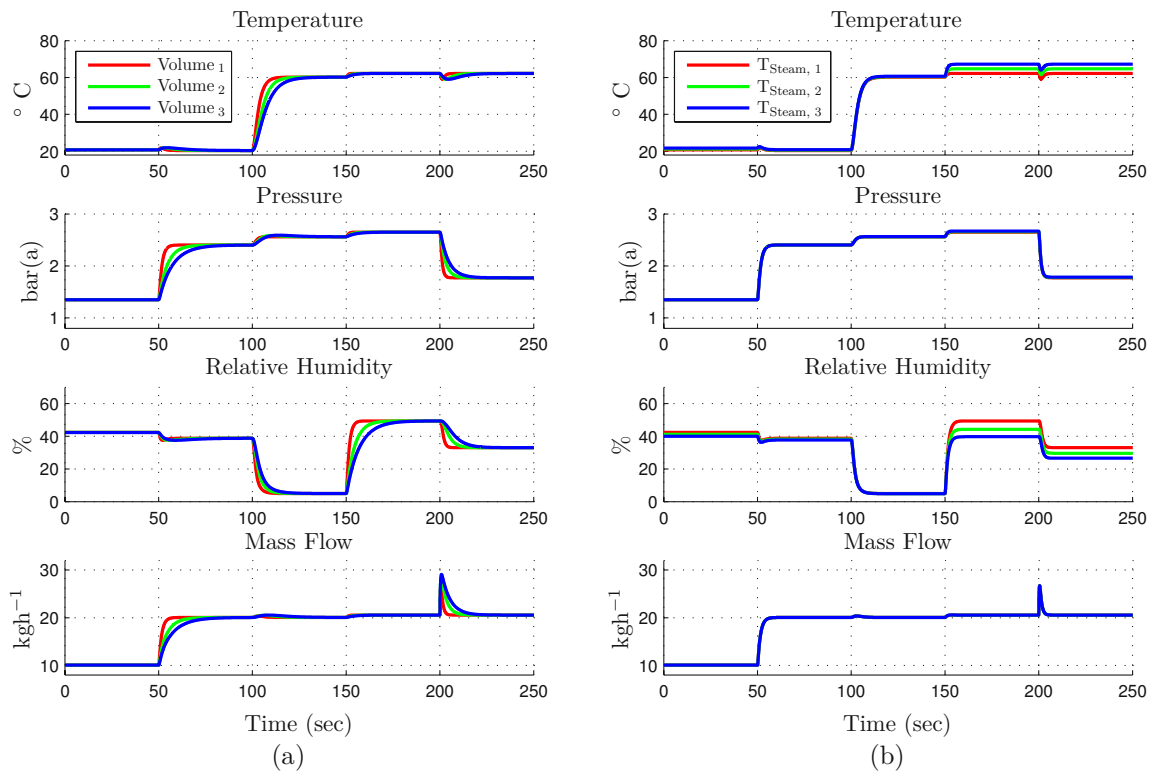 Temperature
80
60
40
20
° C
Volume 1
Volume 2
Volume 3
0 50 100 150 200 250
Pressure
3
2
1
bar(a)
0 50 100 150 200 250
Relative Humidity
60
40
20
0
%
0 50 100 150 200 250
Mass Flow
30
20
10
kgh−1
0 50 100 150 200 250
Time (sec)
(a)
Temperature
80
60
40
20
° C
TSteam, 1
TSteam, 2
TSteam, 3
0 50 100 150 200 250
Pressure
3
2
1
bar(a)
0 50 100 150 200 250
Relative Humidity
60
40
20
0
%
0 50 100 150 200 250
Mass Flow
30
20
10
kgh−1
0 50 100 150 200 250
Time (sec)
(b)